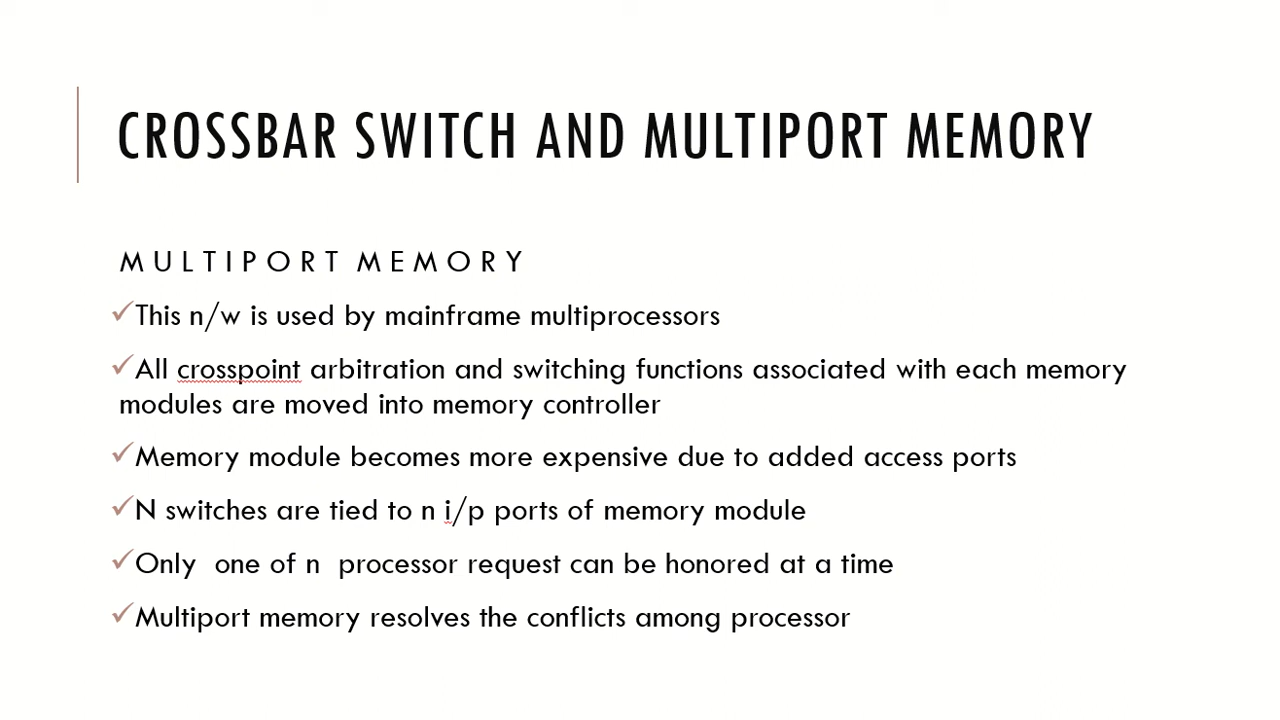 CROSSBAR SWITCH AND MULTIPORT MEMORY
MULTIPORT MEMORY
✓This n/w is used by mainframe multiprocessors
✓All crosspoint arbitration and switching functions associated with each memory
modules are moved into memory controller
✓Memory module becomes more expensive due to added access ports
✓N switches are tied to n i/p ports of memory module
✓Only one of n processor request can be honored at a time
✓Multiport memory resolves the conflicts among processor